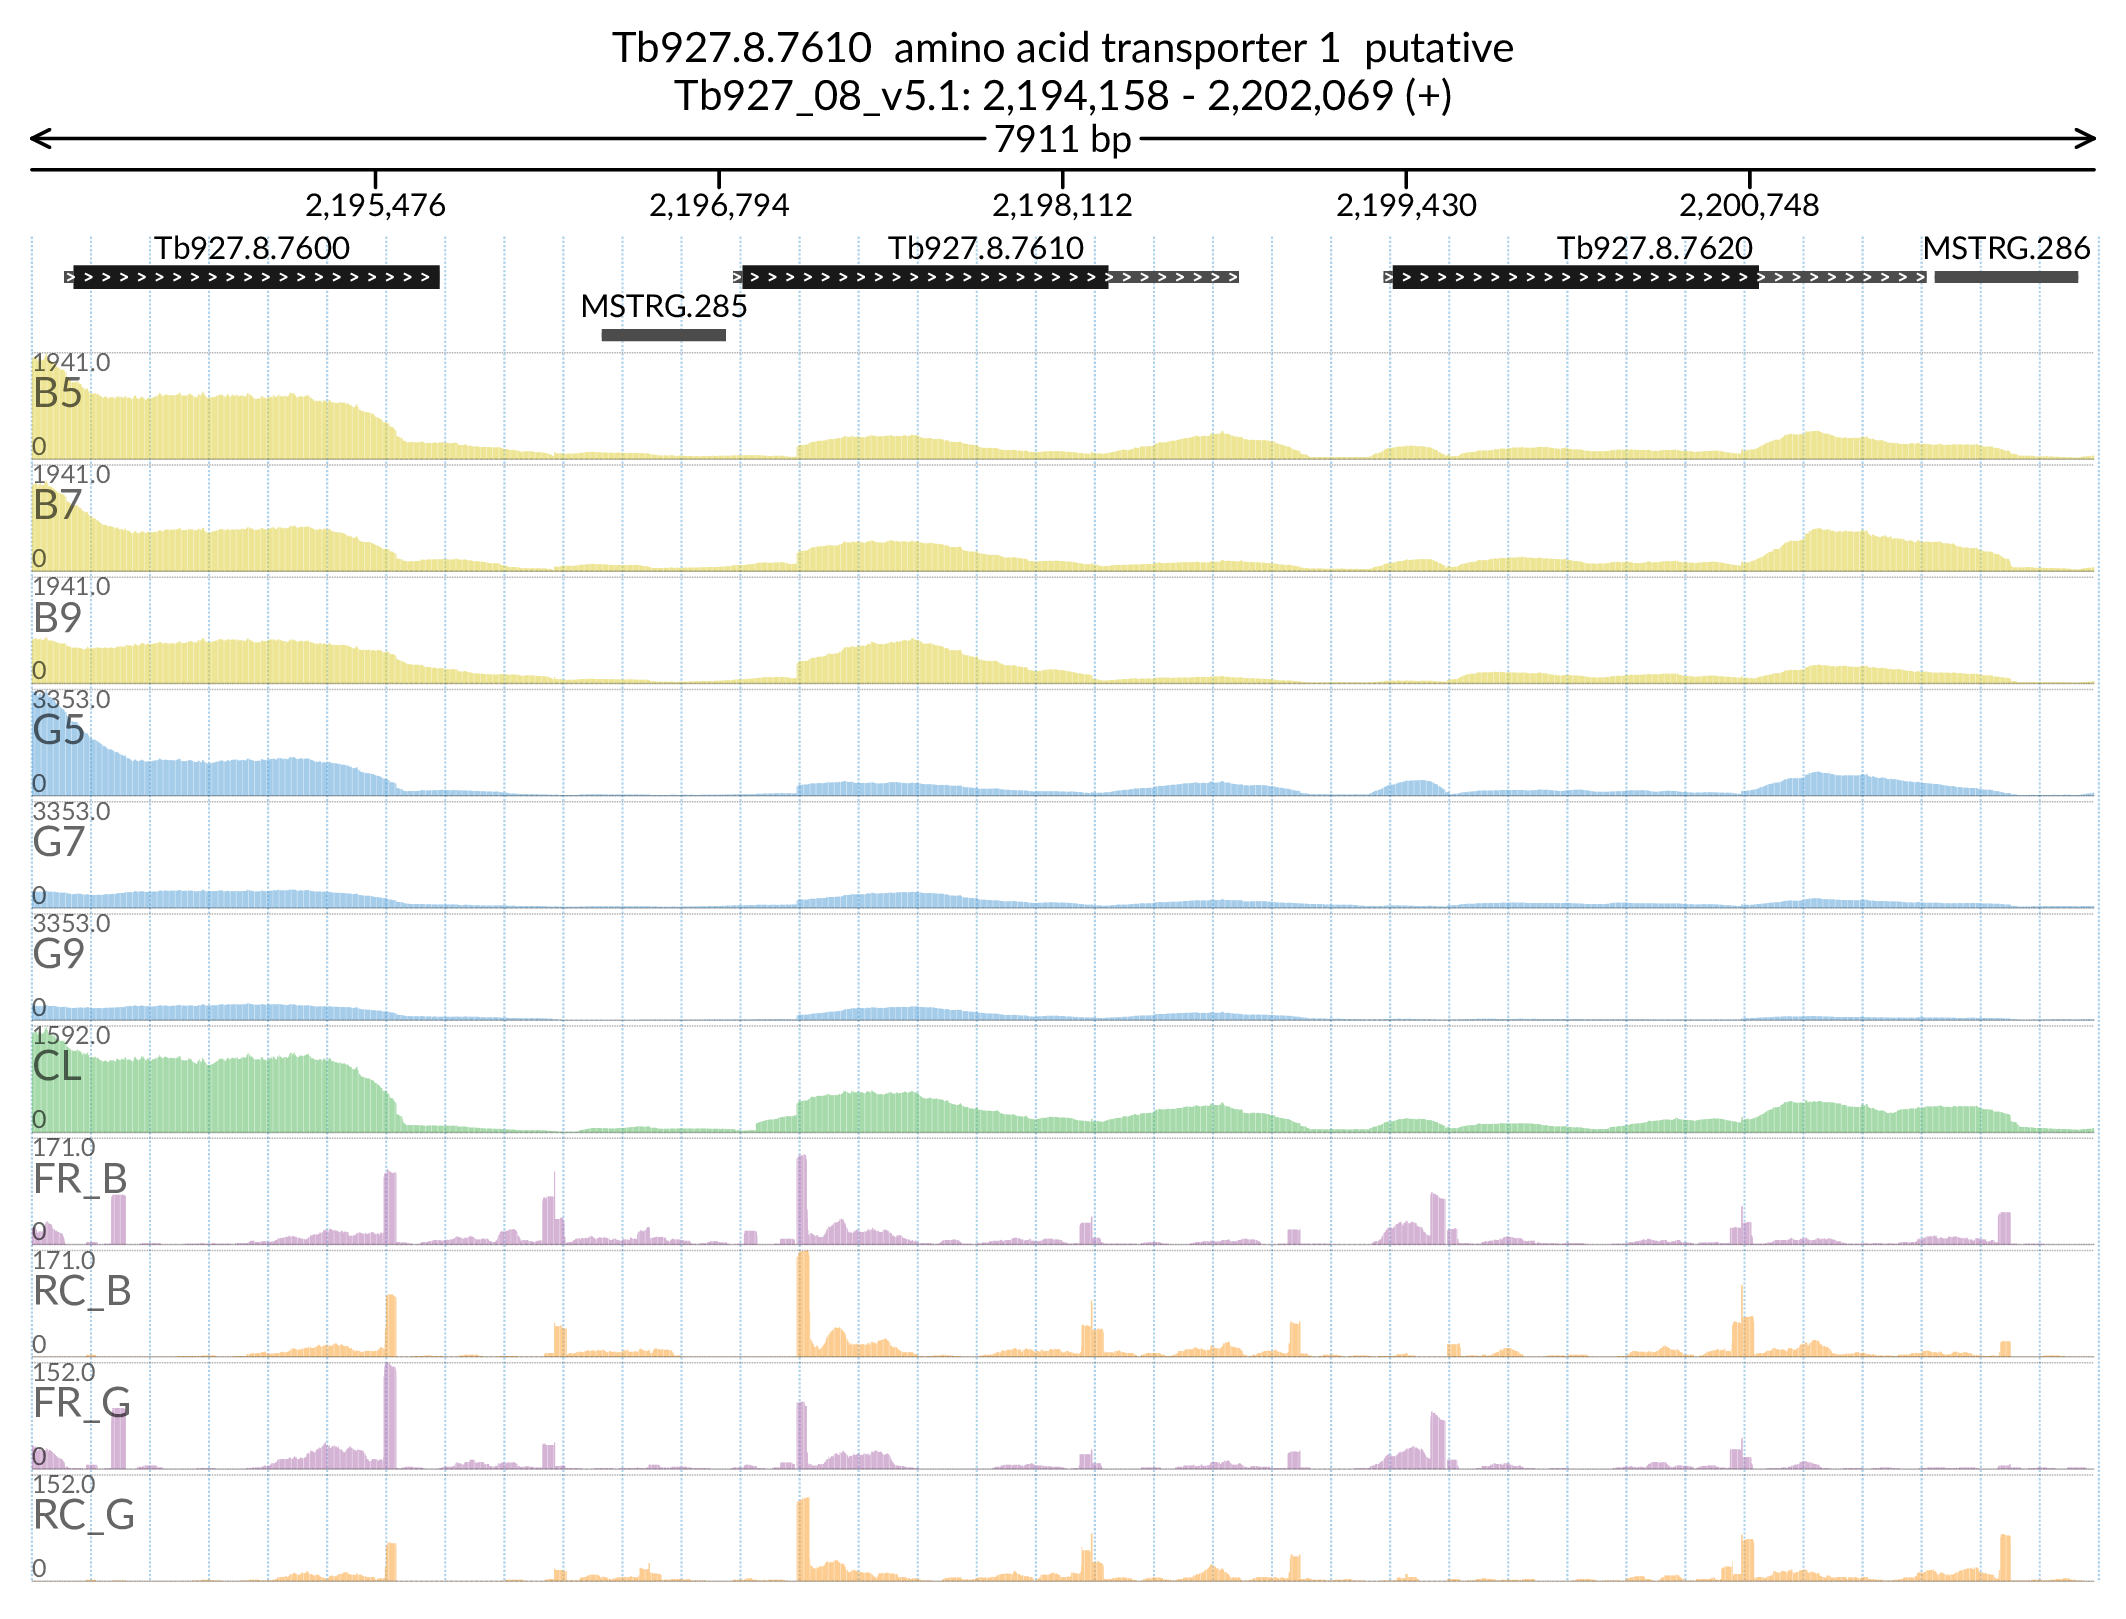 Tb927.8.7610 amino acid transporter 1 putative
Tb927_08_v5.1: 2,194,158 - 2,202,069 (+)
7911 bp
2,195,476 2,196,794 2,198,112 2,199,430 2,200,748
Tb927.8.7600 Tb927.8.7610 Tb927.8.7620 MSTRG.286
MSTRG.285
1941.0
B5
0
1941.0
B7
0
1941.0
B9
0
3353.0
G5
0
3353.0
G7
0
3353.0
G9
0
1592.0
CL
0
171.0
FR_B
0
171.0
RC_B
0
152.0
FR_G
0
152.0
RC_G
0